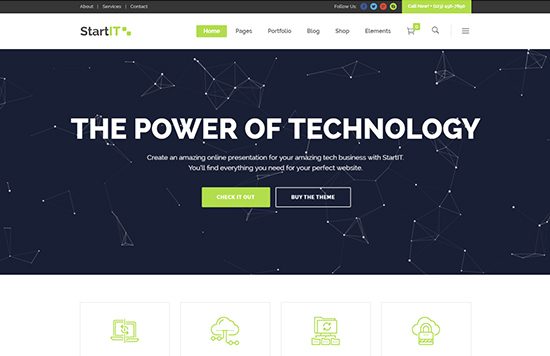 About | Services | Contact
Follow Us:
Call Now! + (123) 456-7890
StartIT
Home Pages Portfolio Blog Shop Elements
0
THE POWER OF TECHNOLOGY
Create an amazing online presentation for your amazing tech business with StartIT.
You'll find everything you need for your perfect website.
CHECK IT OUT
BUY THE THEME